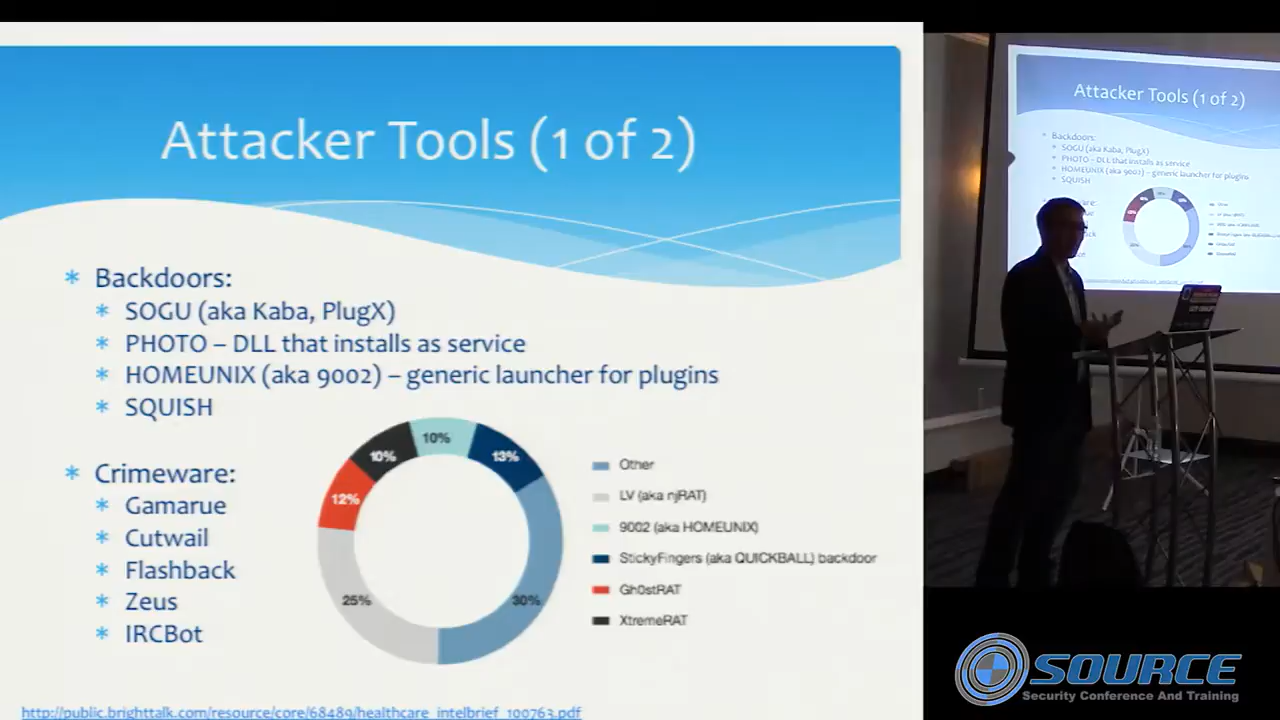 Attacker Tools (1 of 2)
* Backdoors:
* SOGU (aka Kaba, PlugX)
* PHOTO – DLL that installs as service
* HOMEUNIX (aka 9002) – generic launcher for plugins
* SQUISH
* Crimeware:
* Gamarue
* Cutwail
* Flashback
* Zeus
* IRCBot
10%
10%
13%
12%
25%
30%
Other
LV (aka njRAT)
9002 (aka HOMEUNIX)
StickyFingers (aka QUICKBALL) backdoor
Gh0stRAT
XtremeRAT
http://public.brighttalk.com/resource/core/68489/healthcare_intelbrief_100763.pdf
Attacker Tools (1 of 2)
* Backdoors:
* SOGU (aka Kaba, PlugX)
* PHOTO – DLL that installs as service
* HOMEUNIX (aka 9002) – generic launcher for plugins
* SQUISH
SOURCE
Security Conference And Training